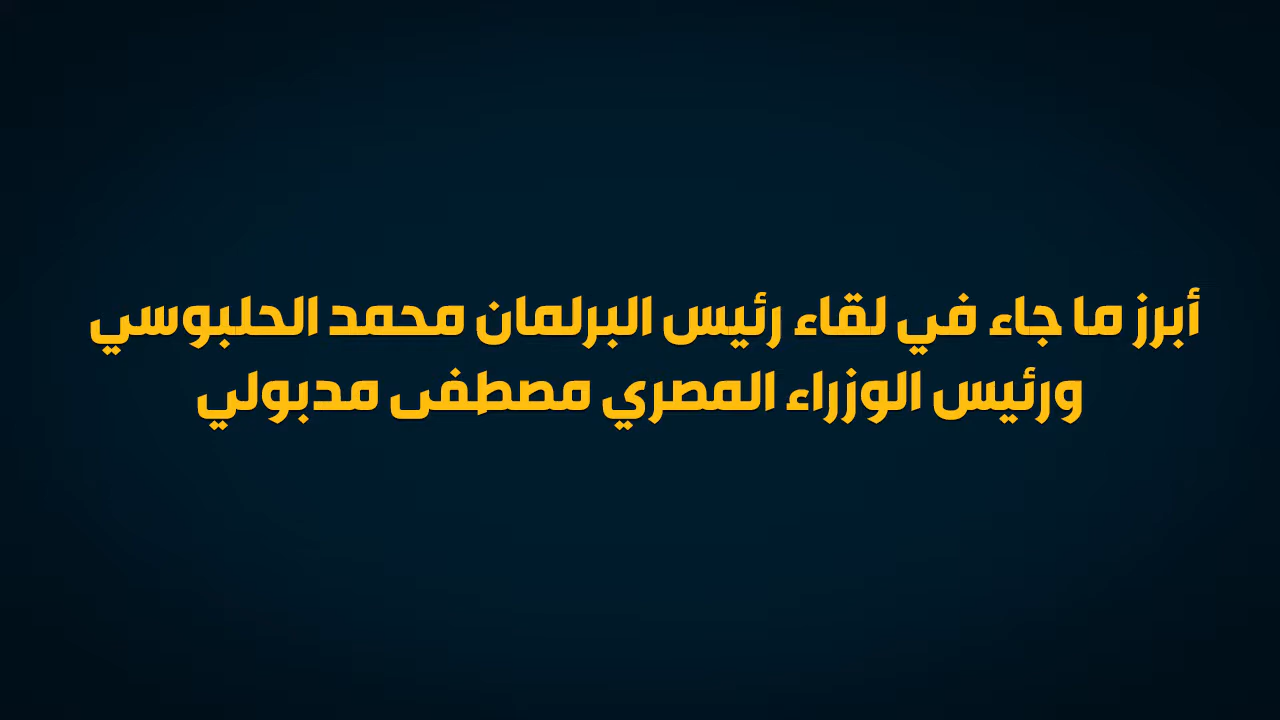 أبرز ما جاء في لقاء رئيس البرلمان محمد الحلبوسي
ورئيس الوزراء المصري مصطفى مدبولي